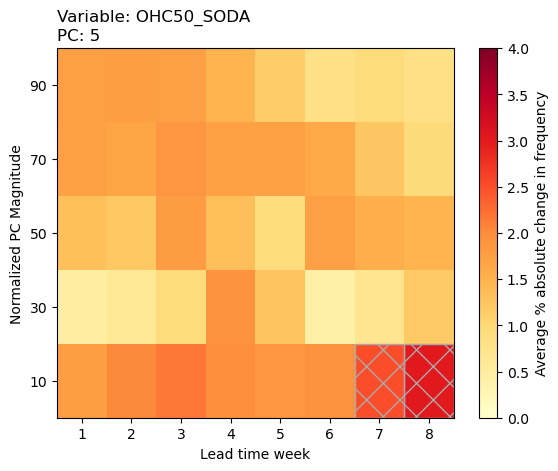 Variable: OHC50_SODA
PC: 5
90
70
50
30
10
Normalized PC Magnitude
1 2 3 4 5 6 7 8
Lead time week
4.0
3.5
3.0
2.5
2.0
1.5
1.0
0.5
0.0
Average % absolute change in frequency